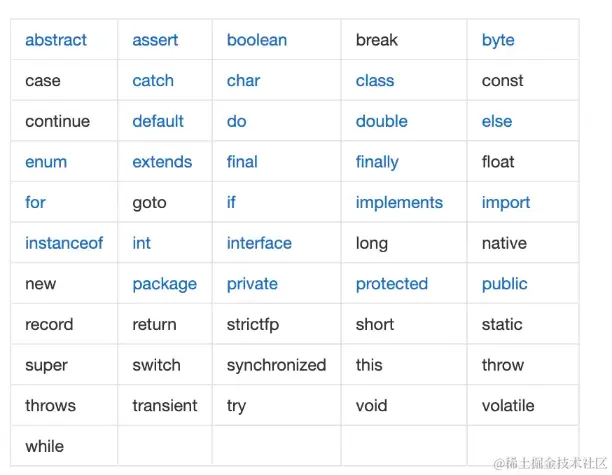 abstract assert boolean break byte
case catch char class const
continue default do double else
enum extends final finally float
for goto if implements import
instanceof int interface long native
new package private protected public
record return strictfp short static
super switch synchronized this throw
throws transient try void volatile
while
@稀土掘金技术社区